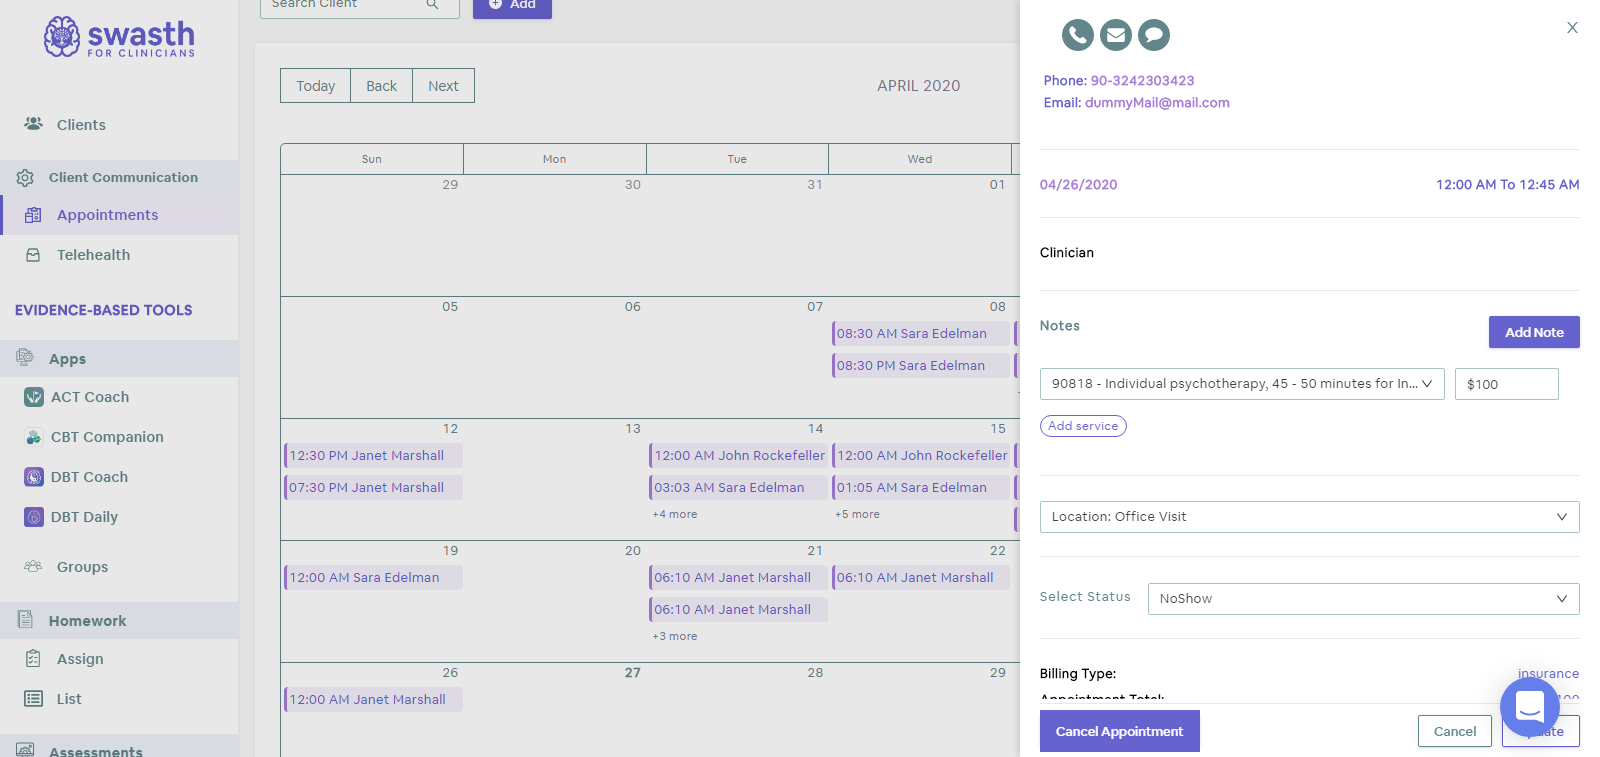 swasth
FOR CLINICIANS
Clients
Client Communication
Appointments
Telehealth
EVIDENCE-BASED TOOLS
Apps
ACT Coach
CBT Companion
DBT Coach
DBT Daily
Groups
Homework
Assign
List
Assessments
Search Client
Add
Today Back Next
APRIL 2020
Sun Mon Tue Wed
29 30 31 01
05 06 07 08
08:30 AM Sara Edelman
08:30 PM Sara Edelman
12 13 14 15
12:30 PM Janet Marshall 12:00 AM John Rockefeller 12:00 AM John Rockefeller
07:30 PM Janet Marshall 03:03 AM Sara Edelman 01:05 AM Sara Edelman
+4 more +5 more
19 20 21 22
12:00 AM Sara Edelman 06:10 AM Janet Marshall 06:10 AM Janet Marshall
06:10 AM Janet Marshall
+3 more
26 27 28 29
12:00 AM Janet Marshall
X
Phone: 90-3242303423
Email: dummyMail@mail.com
04/26/2020 12:00 AM To 12:45 AM
Clinician
Notes
Add Note
90818 - Individual psychotherapy, 45 - 50 minutes for In... $100
Add service
Location: Office Visit
Select Status NoShow
Billing Type: insurance
Appointment Total: 100
Cancel Appointment Cancel